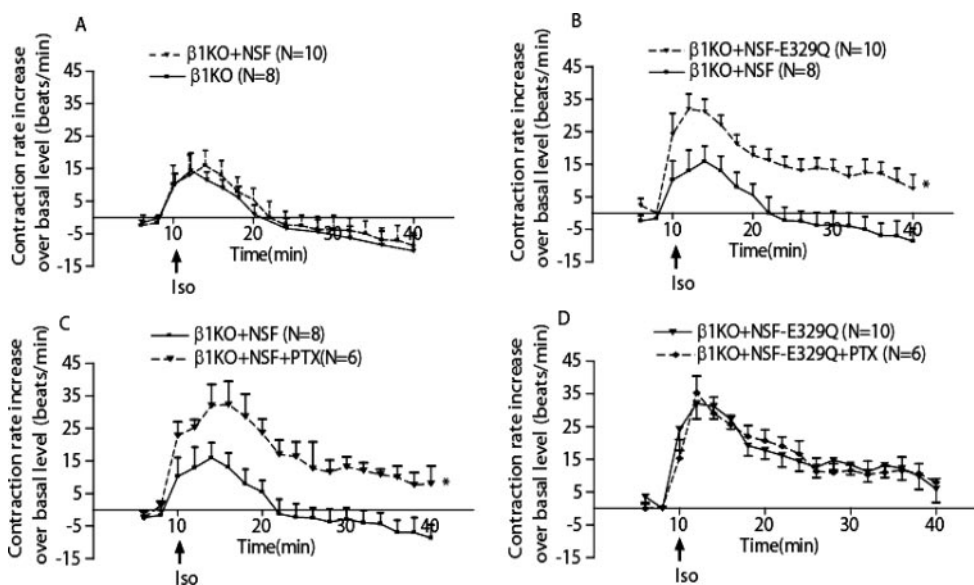 A
β1KO+NSF (N=10)
β1KO (N=8)
Contraction rate increase
over basal level (beats/min)
45
35
25
15
5
-5
-15
10
20
30
40
Time(min)
Iso
B
β1KO+NSF-E329Q (N=10)
β1KO+NSF (N=8)
Contraction rate increase
over basal level (beats/min)
45
35
25
15
5
-5
-15
10
20
30
40
Time(min)
*
Iso
C
β1KO+NSF (N=8)
β1KO+NSF+PTX(N=6)
Contraction rate increase
over basal level (beats/min)
45
35
25
15
5
-5
-15
10
20
30
40
Time(min)
*
Iso
D
β1KO+NSF-E329Q (N=10)
β1KO+NSF-E329Q+PTX (N=6)
Contraction rate increase
over basal level (beats/min)
45
35
25
15
5
-5
-15
10
20
30
40
Time(min)
Iso